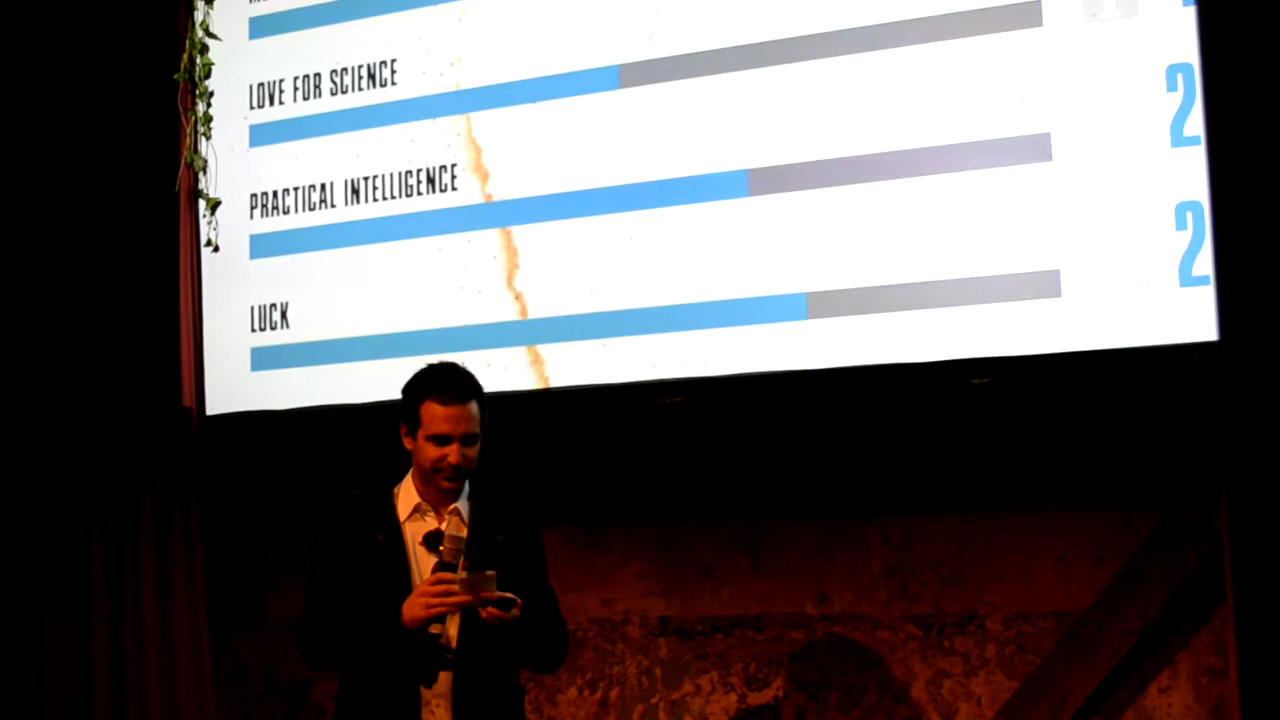 LOVE FOR SCIENCE
2
PRACTICAL INTELLIGENCE
2
LUCK